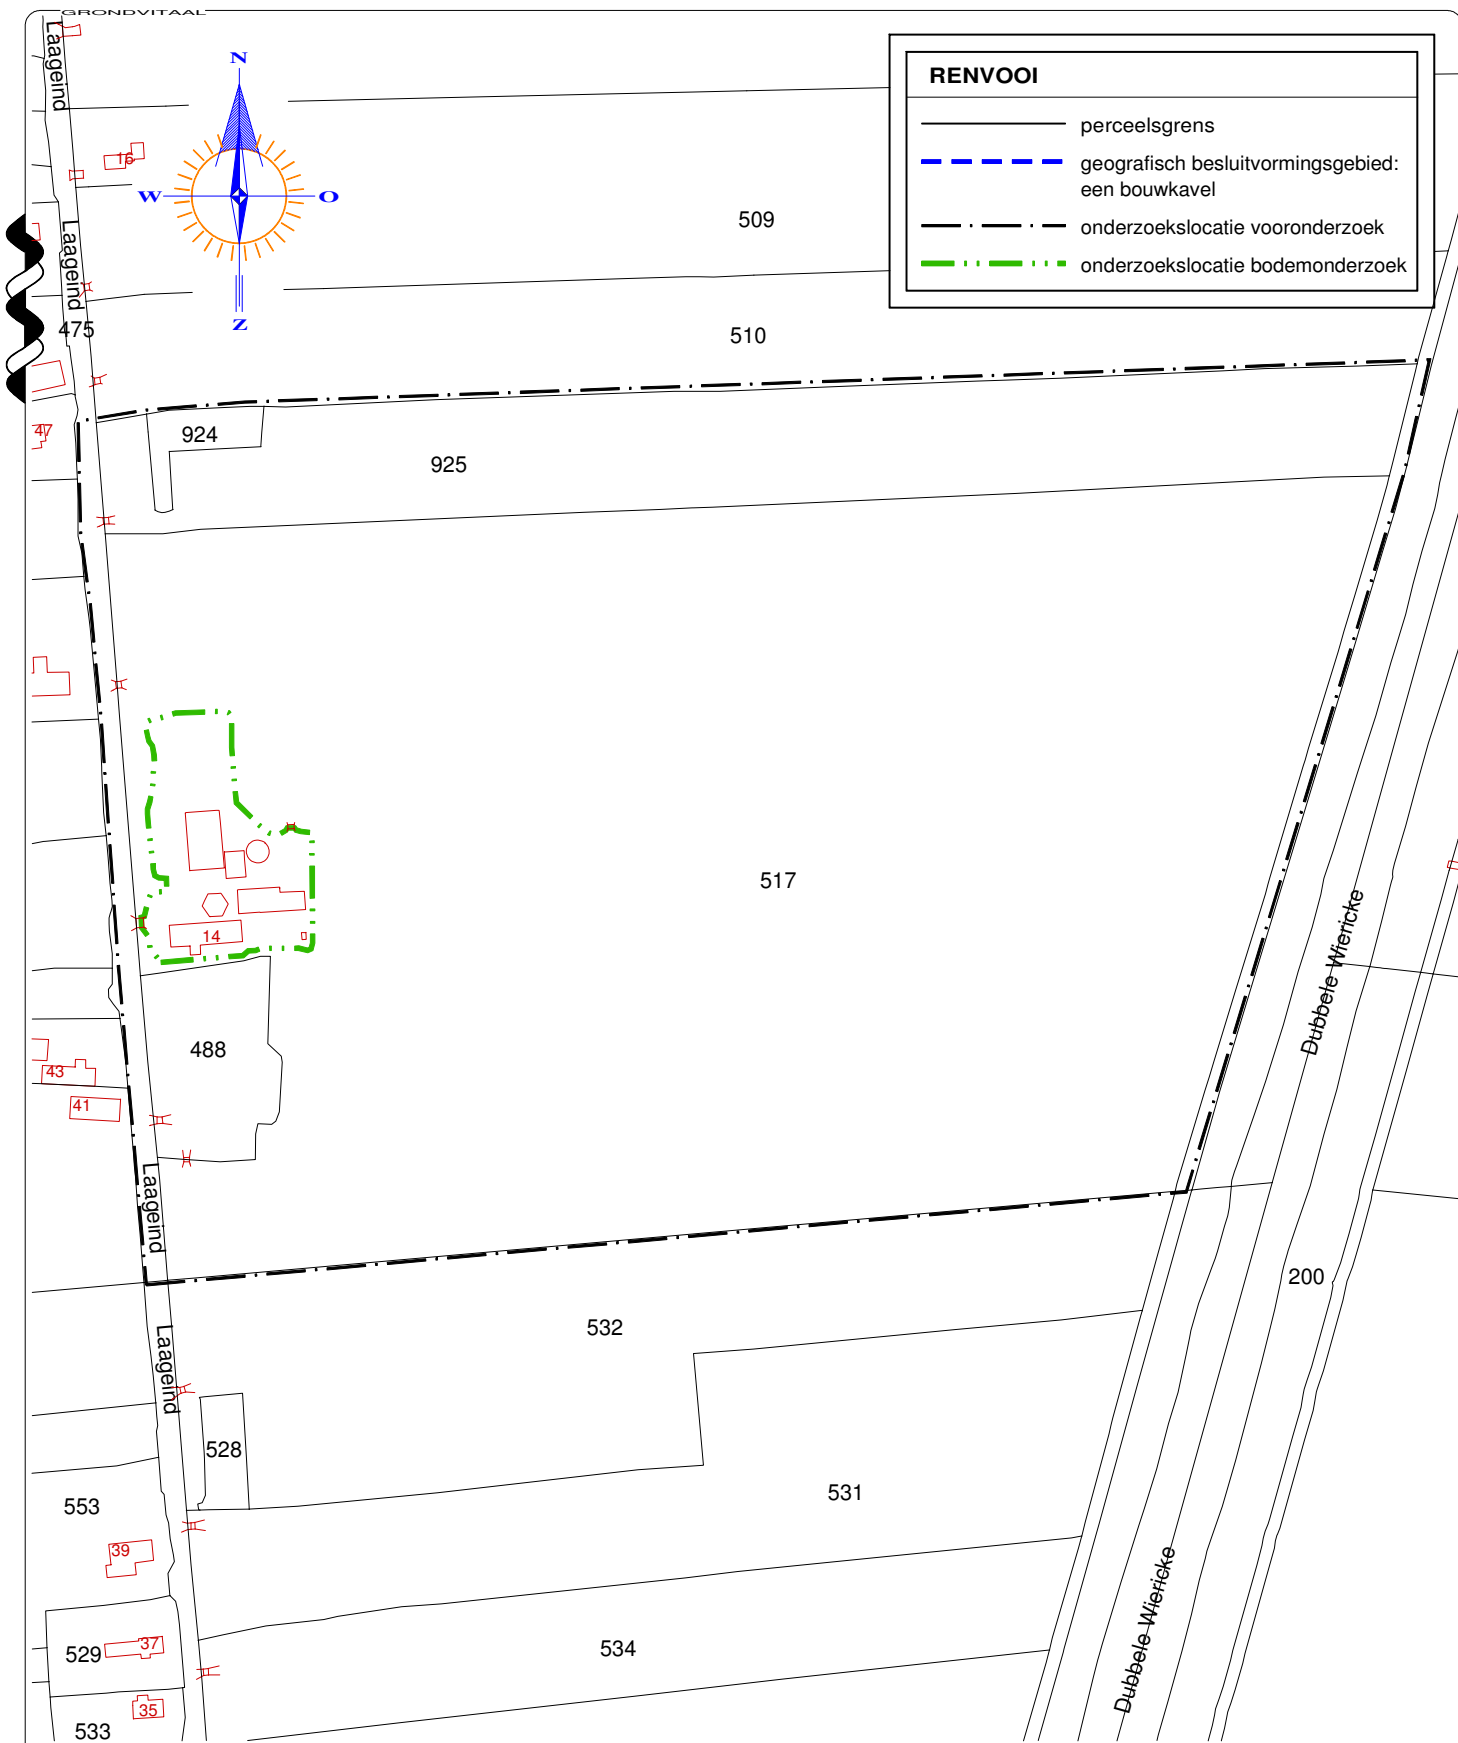 GRONDVITAAL
Laageind
N
W
O
Z
RENVOOI
perceelsgrens
geografisch besluitvormingsgebied:
een bouwkavel
onderzoekslocatie vooronderzoek
onderzoekslocatie bodemonderzoek
16
509
Laageind
475
510
47
924
925
517
14
Dubbele Wiericke
488
43
41
Laageind
200
532
Laageind
528
531
553
39
Dubbele Wiericke
529
37
534
35
533